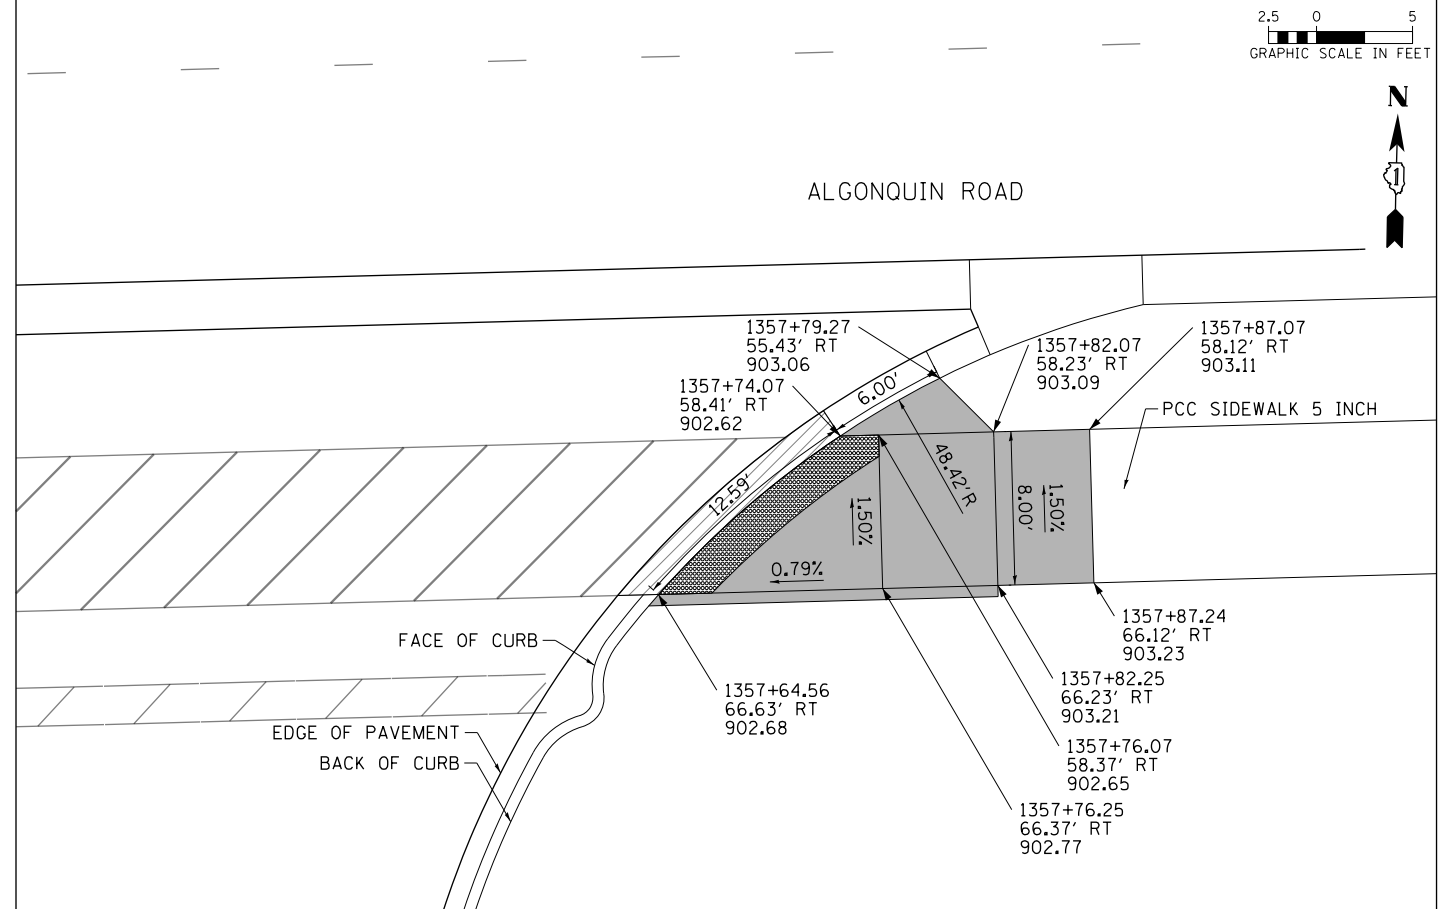 2.5 0 5
GRAPHIC SCALE IN FEET
N
1
ALGONQUIN ROAD
1357+79.27
55.43' RT
903.06
1357+74.07
58.41' RT
902.62
6.00'
1357+82.07
58.23' RT
903.09
1357+87.07
58.12' RT
903.11
PCC SIDEWALK 5 INCH
12.59'
48.42'R
1.50%
8.00'
1.50%
0.79%
FACE OF CURB
EDGE OF PAVEMENT
BACK OF CURB
1357+64.56
66.63' RT
902.68
1357+87.24
66.12' RT
903.23
1357+82.25
66.23' RT
903.21
1357+76.07
58.37' RT
902.65
1357+76.25
66.37' RT
902.77